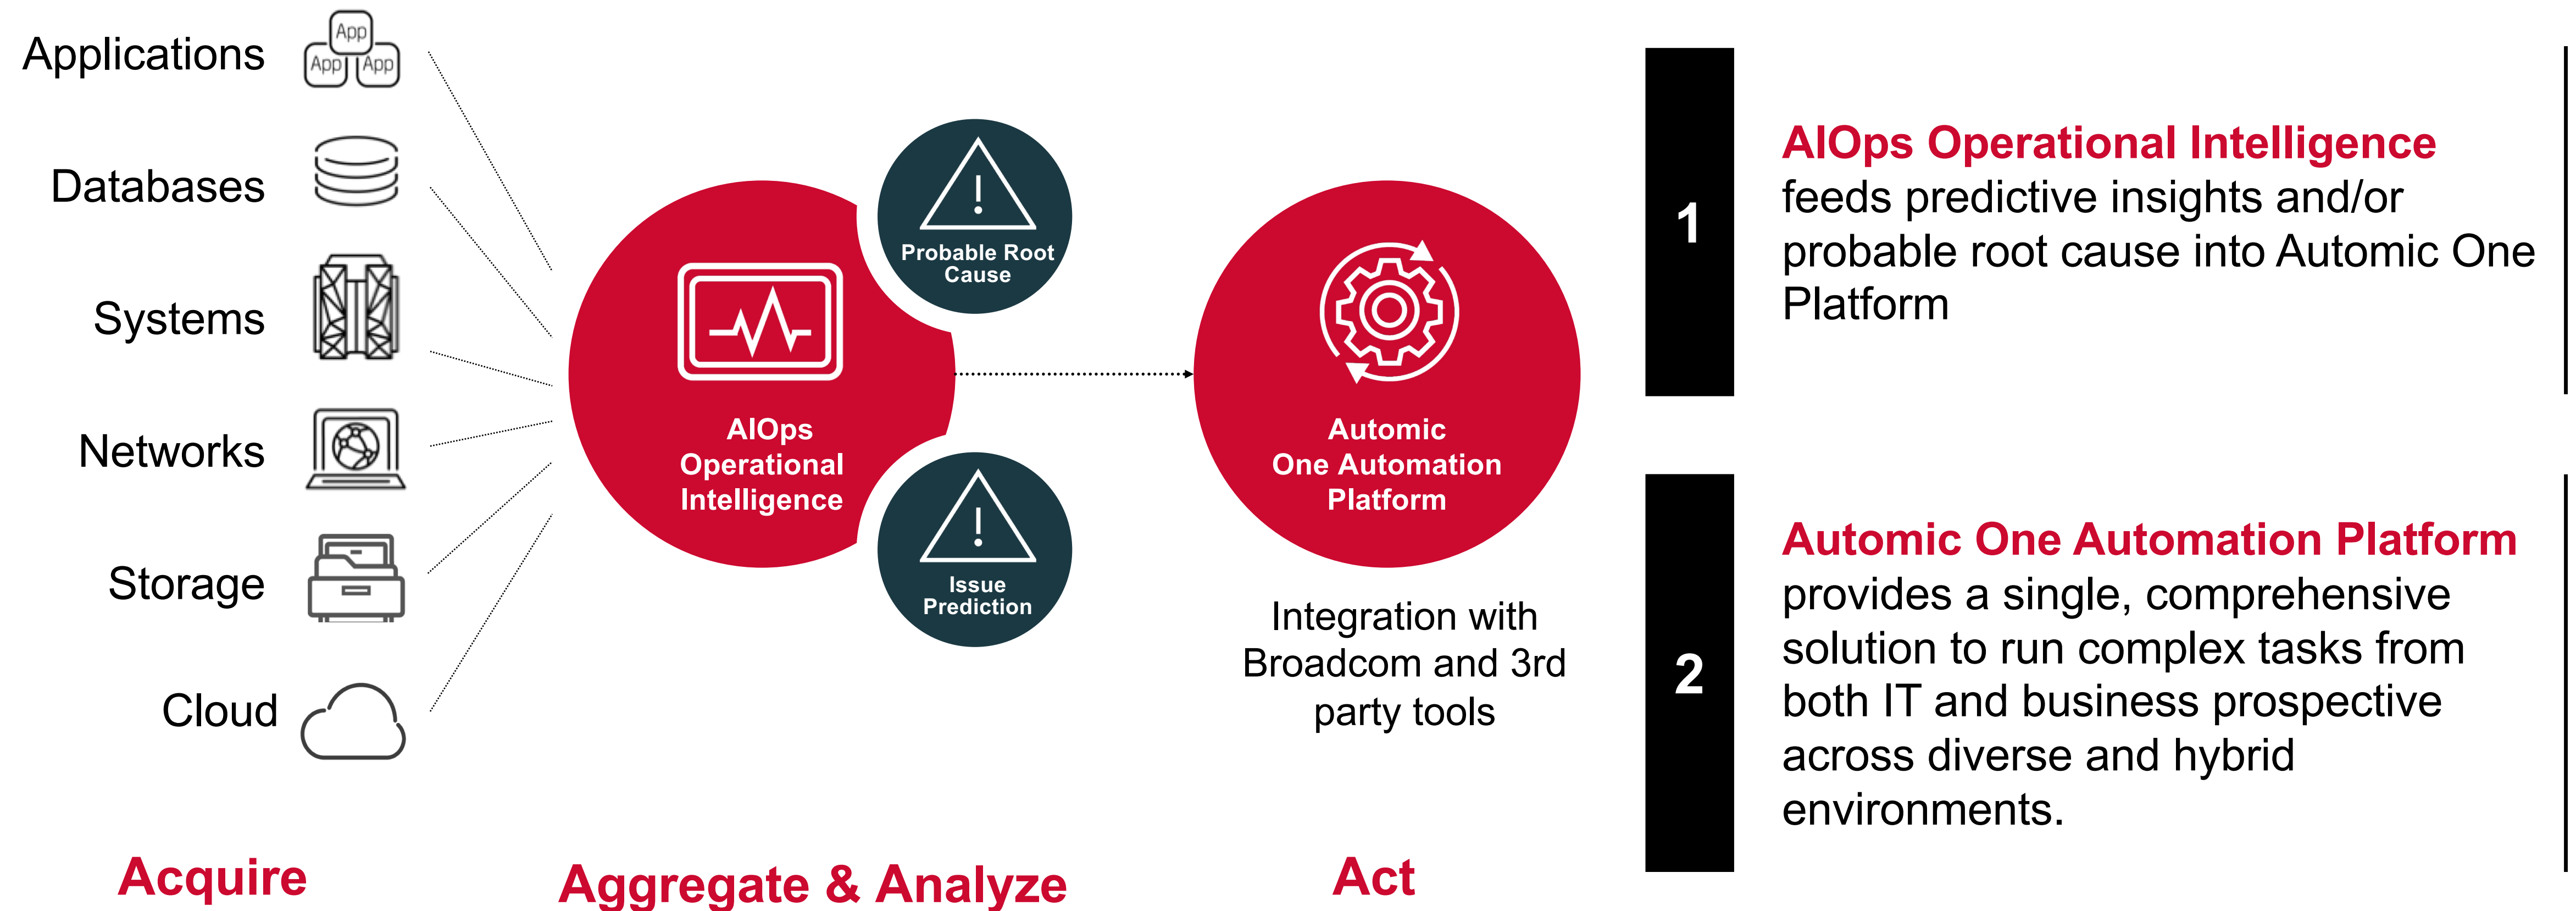 Applications
App
App App
Databases
Systems
Networks
Storage
Cloud
Acquire
AIOps
Operational
Intelligence
Probable Root
Cause
Issue
Prediction
Aggregate & Analyze
Automic
One Automation
Platform
Integration with
Broadcom and 3rd
party tools
Act
1
AIOps Operational Intelligence
feeds predictive insights and/or
probable root cause into Automic One
Platform
2
Automic One Automation Platform
provides a single, comprehensive
solution to run complex tasks from
both IT and business prospective
across diverse and hybrid
environments.